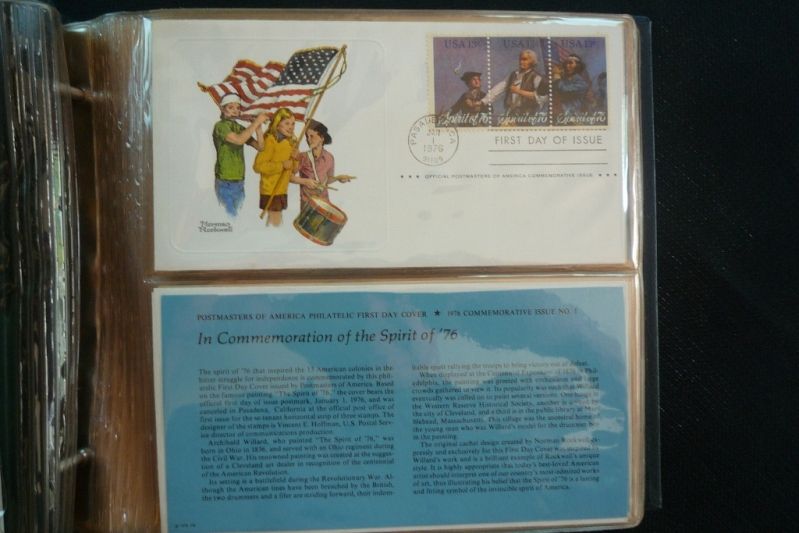 USA 13c USA 13c USA 13c
Spirit of 76 Spirit of 76 Spirit of 76
PASADENA, CA
JAN
1
1976
FIRST DAY OF ISSUE
★ ★ ★ OFFICIAL POSTMASTERS OF AMERICA COMMEMORATIVE ISSUE ★ ★ ★
Norman
Rockwell
POSTMASTERS OF AMERICA PHILATELIC FIRST DAY COVER ★ 1976 COMMEMORATIVE ISSUE NO. 1
In Commemoration of the Spirit of '76
The spirit of '76 that inspired the 13 American colonies in the
bitter struggle for independence is commemorated by this phil-
atelic First Day Cover issued by Postmasters of America. Based
on the famous painting, "The Spirit of '76," the cover bears the
official first day of issue postmark, January 1, 1976, and was
canceled in Pasadena, California at the official post office of
first issue for the se-tenant horizontal strip of three stamps. The
designer of the stamps is Vincent E. Hoffman, U.S. Postal Serv-
ice director of communications production.
Archibald Willard, who painted "The Spirit of '76," was
born in Ohio in 1836, and served with an Ohio regiment during
the Civil War. His renowned painting was created at the sugges-
tion of a Cleveland art dealer in recognition of the centennial
of the American Revolution.
Its setting is a battlefield during the Revolutionary War. Al-
though the American lines have been breached by the British,
the two drummers and a fifer are striding forward, their indom-
itable spirit rallying the troops to bring victory out of defeat.
When displayed at the Centennial Exposition of 1876 in Phil-
adelphia, the painting was greeted with enthusiasm and large
crowds gathered to view it. Its popularity was such that Willard
eventually was called on to paint several versions. One hangs in
the Western Reserve Historical Society, another is owned by
the city of Cleveland, and a third is in the public library at Mar-
blehead, Massachusetts. This village was the ancestral home of
the young man who was Willard's model for the drummer boy
in the painting.
The original cachet design created by Norman Rockwell ex-
pressly and exclusively for this First Day Cover was inspired by
Willard's work and is a brilliant example of Rockwell's unique
style. It is highly appropriate that today's best-loved American
artist should interpret one of our country's most-admired works
of art, thus illustrating his belief that the Spirit of '76 is a lasting
and fitting symbol of the invincible spirit of America.